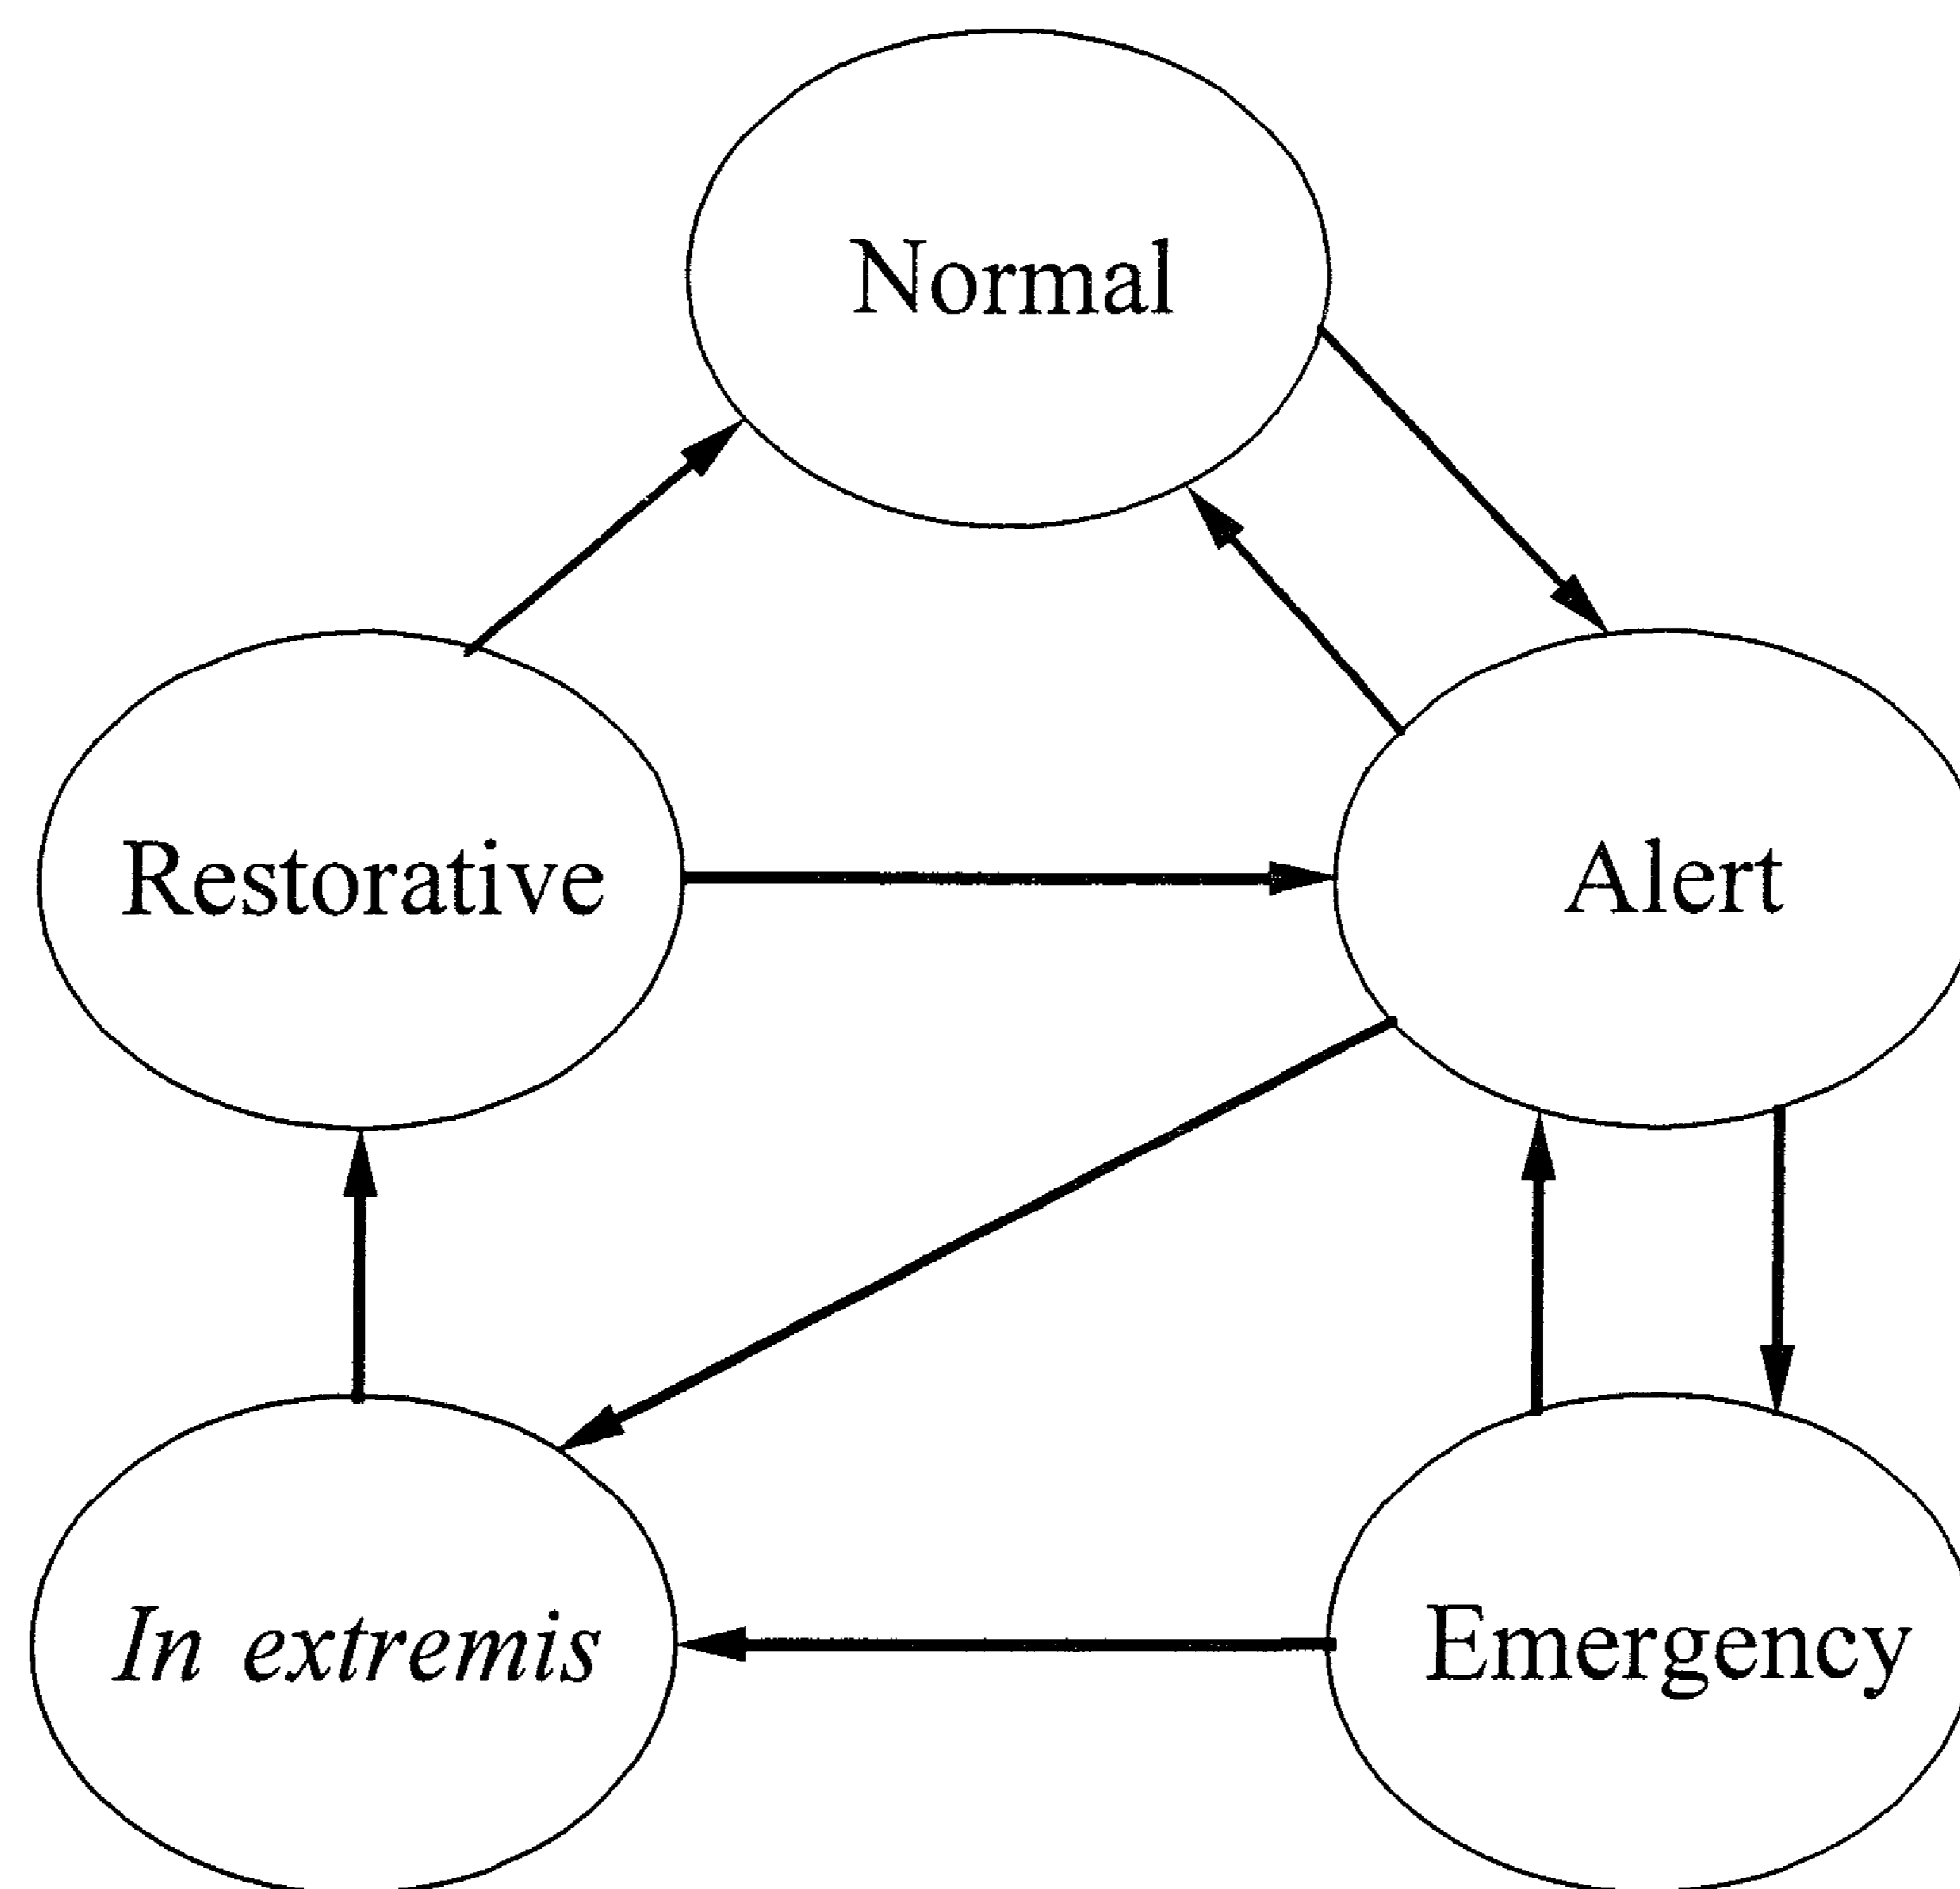 Normal
Restorative
Alert
In extremis
Emergency